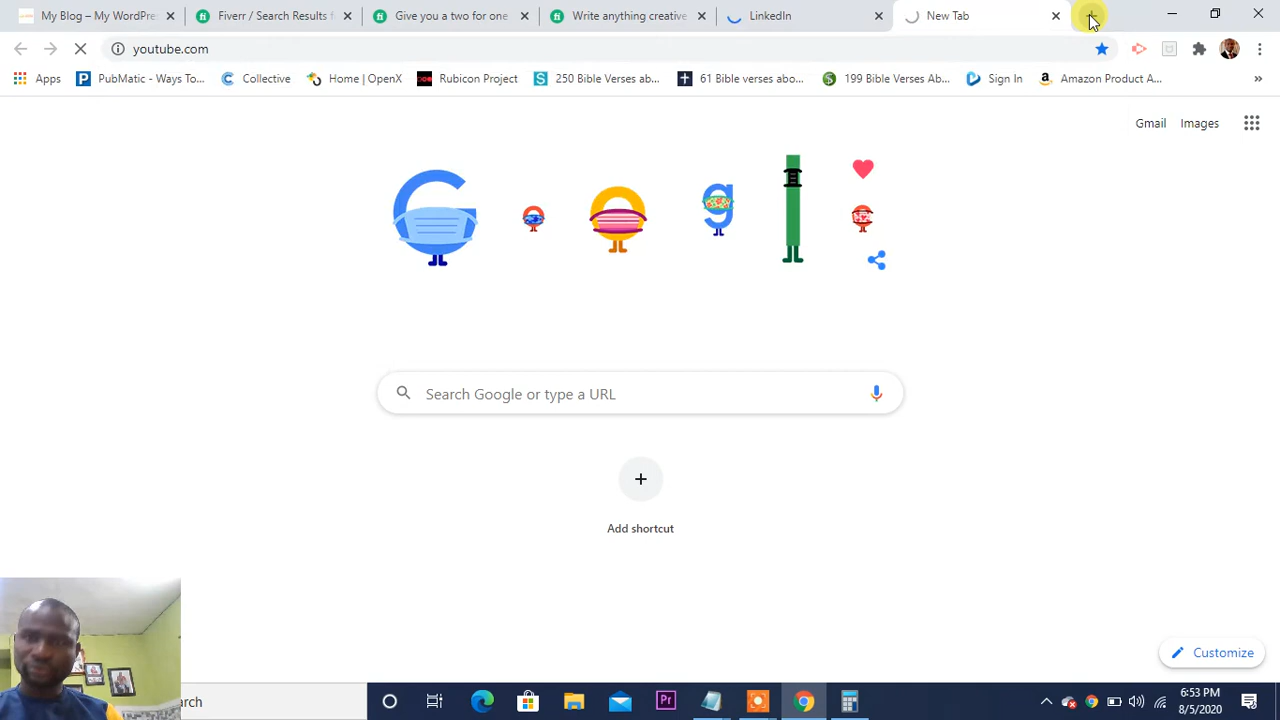 My Blog – My WordPre
Fiverr / Search Results f
Give you a two for one
Write anything creative
LinkedIn
New Tab
youtube.com
Apps
PubMatic - Ways To...
Collective
Home | OpenX
Rubicon Project
250 Bible Verses ab...
61 Bible verses abo...
199 Bible Verses Ab...
Sign In
Amazon Product A...
»
Gmail
Images
G o o g l e
Search Google or type a URL
Add shortcut
Customize
arch
Pr
6:53 PM
8/5/2020